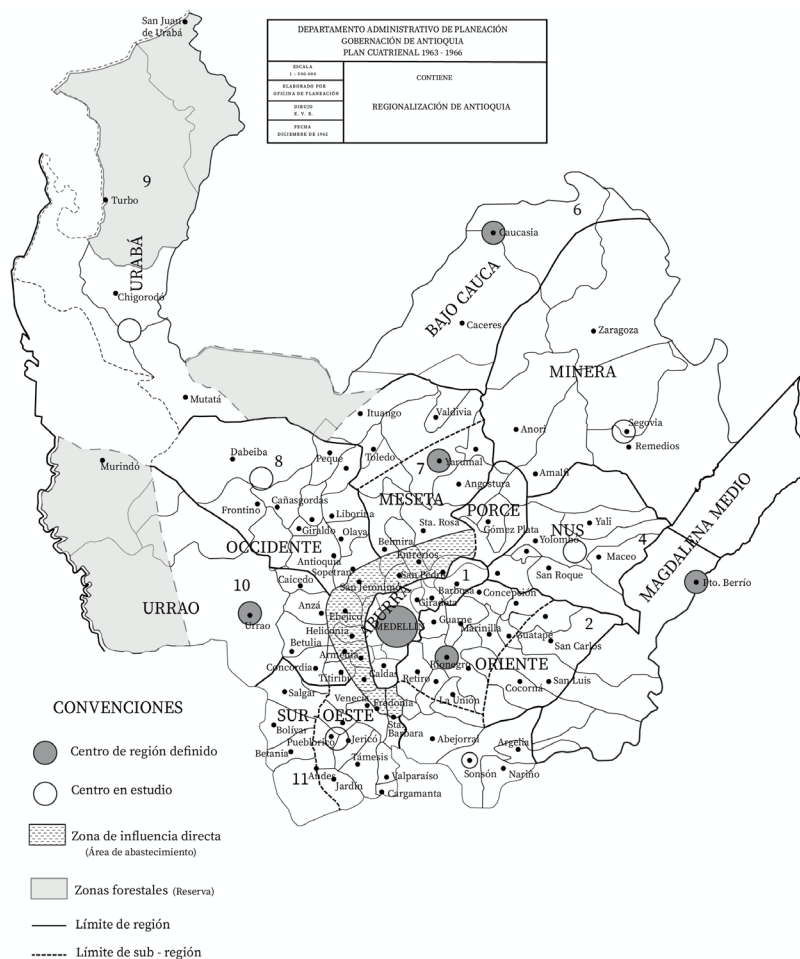 San Juan
de Urabá
DEPARTAMENTO ADMINISTRATIVO DE PLANEACIÓN
GOBERNACIÓN DE ANTIOQUIA
PLAN CUATRIENAL 1963 - 1966
ESCALA
1 : 500.000
ELABORADO POR
OFICINA DE PLANEACIÓN
DIBUJO
E. V. B.
FECHA
DICIEMBRE DE 1962
CONTIENE
REGIONALIZACIÓN DE ANTIOQUIA
9
Turbo
URABÁ
Chigorodó
Mutatá
6
Caucasia
BAJO CAUCA
Caceres
Zaragoza
MINERA
Ituango
Valdivia
Anorí
Segovia
Remedios
Murindó
Dabeiba
8
Peque
Toledo
7
Yarumal
Amalfi
Angostura
MESETA
PORCE
Frontino
Cañasgordas
Liborina
Giraldo
Olaya
Sta. Rosa
Gómez Plata
NUS
Yalí
Yolombó
4
MAGDALENA MEDIO
OCCIDENTE
Belmira
Entrerios
Maceo
Antioquia
Sopetran
San Pedro
1
San Roque
Pto. Berrío
10
Caicedo
San Jerónimo
Barbosa
Concepción
URRAO
Urrao
Anzá
Ebéjico
ABURRÁ
Girardota
MEDELLÍN
Guarne
Marinilla
2
Guatapé
San Carlos
Heliconia
Betulia
Armenia
Concordia
Titiribí
Caldas
Rionegro
ORIENTE
Retiro
Cocorná
San Luis
Salgar
Venecia
Fredonia
La Unión
CONVENCIONES
SUR - OESTE
Sta.
Barbara
Bolívar
Pueblorico
Jericó
Abejorral
Argelia
Centro de región definido
Betania
Támesis
Sonsón
Nariño
11
Andes
Jardín
Valparaíso
Cargamanta
Centro en estudio
Zona de influencia directa
(Área de abastecimiento)
Zonas forestales (Reserva)
Límite de región
Límite de sub - región